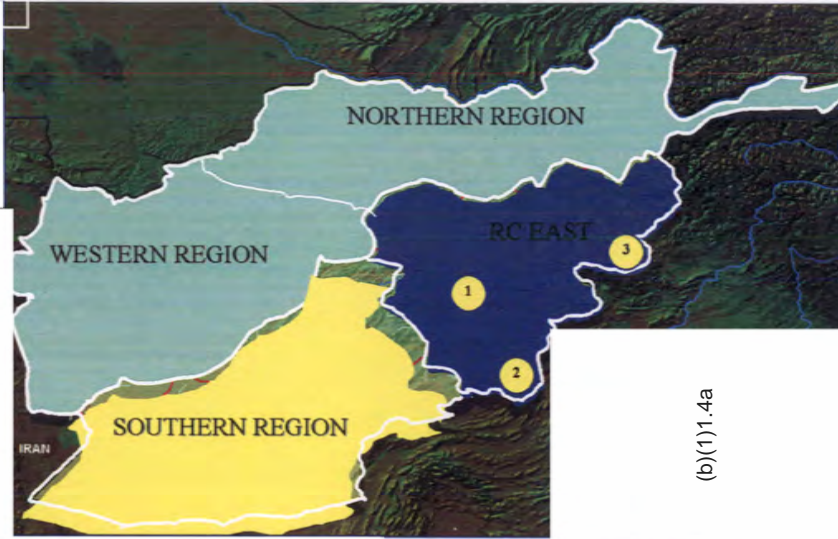 NORTHERN REGION
RC EAST
3
WESTERN REGION
1
2
SOUTHERN REGION
IRAN
(b)(1)1.4a